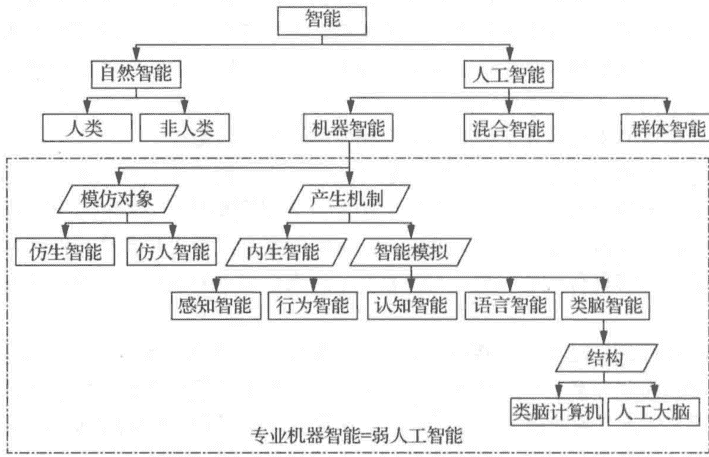 智能
自然智能 人工智能
人类 非人类 机器智能 混合智能 群体智能
模仿对象 产生机制
仿生智能 仿人智能 内生智能 智能模拟
感知智能 行为智能 认知智能 语言智能 类脑智能
结构
类脑计算机 人工大脑
专业机器智能=弱人工智能